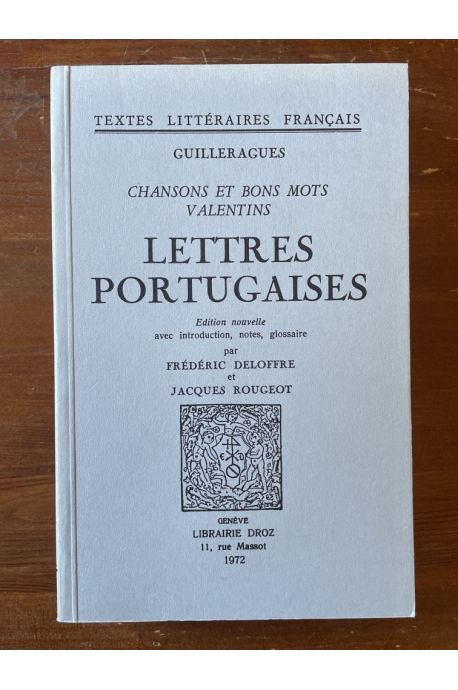 TEXTES LITTÉRAIRES FRANÇAIS
GUILLERAGUES
CHANSONS ET BONS MOTS
VALENTINS
LETTRES
PORTUGAISES
Edition nouvelle
avec introduction, notes, glossaire
par
FRÉDÉRIC DELOFFRE
et
JACQUES ROUGEOT
GENÈVE
LIBRAIRIE DROZ
11, rue Massot
1972